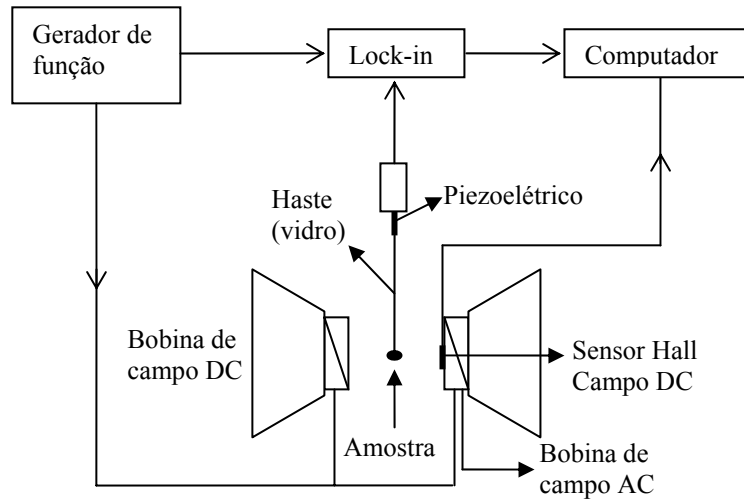 Gerador de
função
Lock-in
Computador
Haste
(vidro)
Piezoelétrico
Bobina de
campo DC
Sensor Hall
Campo DC
Amostra
Bobina de
campo AC